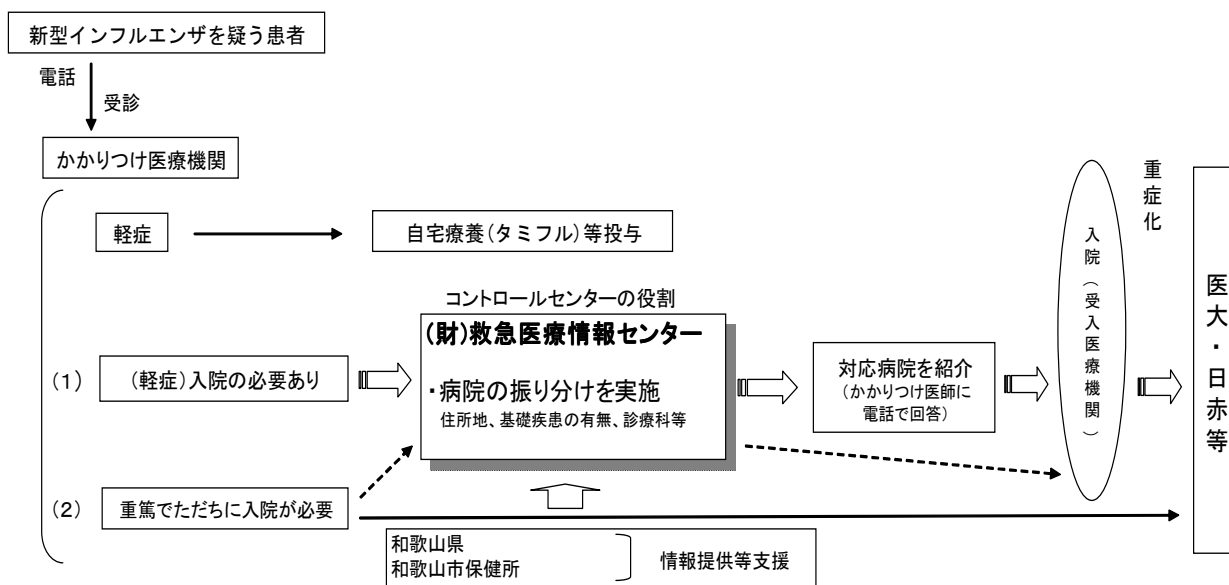 新型インフルエンザを疑う患者
電話
受診
かかりつけ医療機関
軽症
自宅療養(タミフル)等投与
コントロールセンターの役割
(財)救急医療情報センター
・病院の振り分けを実施
住所地、基礎疾患の有無、診療科等
(1)
(軽症)入院の必要あり
対応病院を紹介
(かかりつけ医師に
電話で回答)
入院(受入医療機関)
重症化
医大・日赤等
(2)
重篤でただちに入院が必要
和歌山県
和歌山市保健所
情報提供等支援